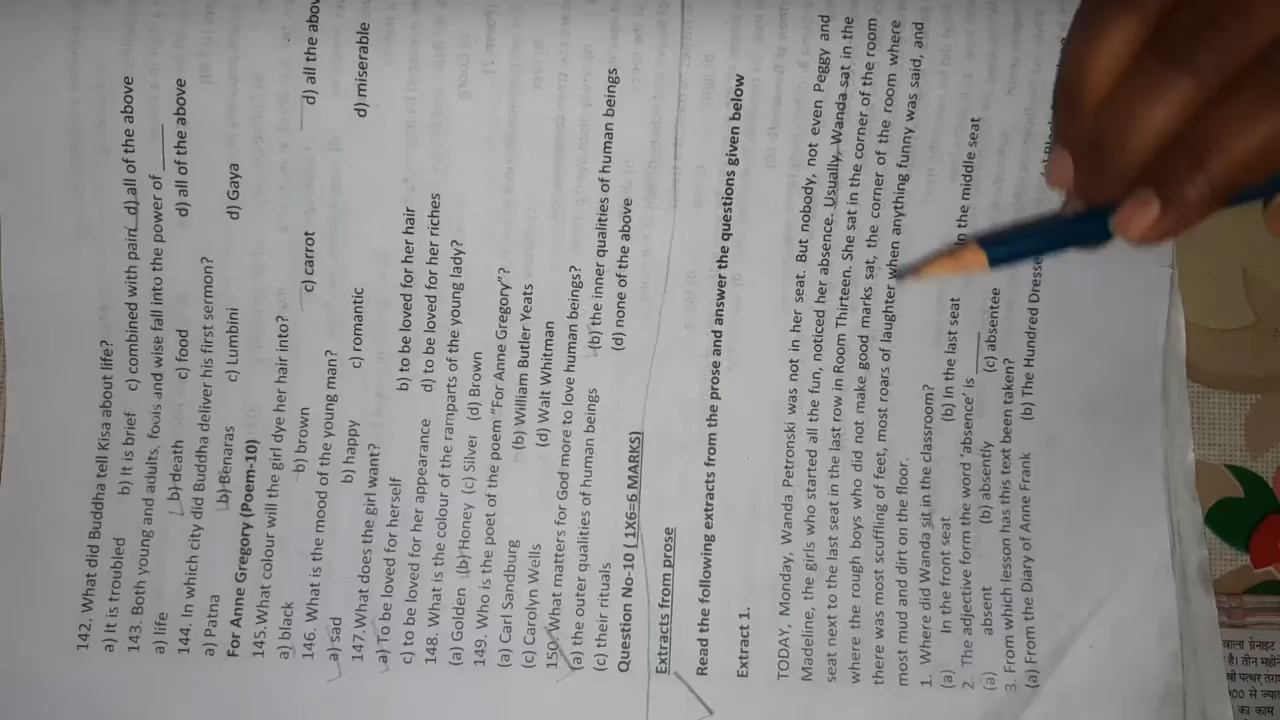 142. What did Buddha tell Kisa about life?
a) It is troubled b) It is brief c) combined with pain d) all of the above
143. Both young and adults, fouls and wise fall into the power of ______
a) life b) death c) food d) all of the above
144. In which city did Buddha deliver his first sermon?
a) Patna b) Benaras c) Lumbini d) Gaya
For Anne Gregory (Poem-10)
145.What colour will the girl dye her hair into?
a) black b) brown c) carrot d) all the abov
146. What is the mood of the young man?
a) sad b) happy c) romantic d) miserable
147.What does the girl want?
a) To be loved for herself b) to be loved for her hair
c) to be loved for her appearance d) to be loved for her riches
148. What is the colour of the ramparts of the young lady?
(a) Golden (b) Honey (c) Silver (d) Brown
149. Who is the poet of the poem "For Anne Gregory"?
(a) Carl Sandburg (b) William Butler Yeats
(c) Carolyn Wells (d) Walt Whitman
150. What matters for God more to love human beings?
(a) the outer qualities of human beings (b) the inner qualities of human beings
(c) their rituals (d) none of the above
Question No-10 ( 1X6=6 MARKS)
Extracts from prose
Read the following extracts from the prose and answer the questions given below
Extract 1.
TODAY, Monday, Wanda Petronski was not in her seat. But nobody, not even Peggy and
Madeline, the girls who started all the fun, noticed her absence. Usually, Wanda sat in the
seat next to the last seat in the last row in Room Thirteen. She sat in the corner of the room
where the rough boys who did not make good marks sat, the corner of the room where
there was most scuffling of feet, most roars of laughter when anything funny was said, and
most mud and dirt on the floor.
1. Where did Wanda sit in the classroom?
(a) In the front seat (b) In the last seat In the middle seat
2. The adjective form the word 'absence' is ______
(a) absent (b) absently (c) absentee
3. From which lesson has this text been taken?
(a) From the Diary of Anne Frank (b) The Hundred Dresse
वाला ग्रेनाइट
है। तीन महीने